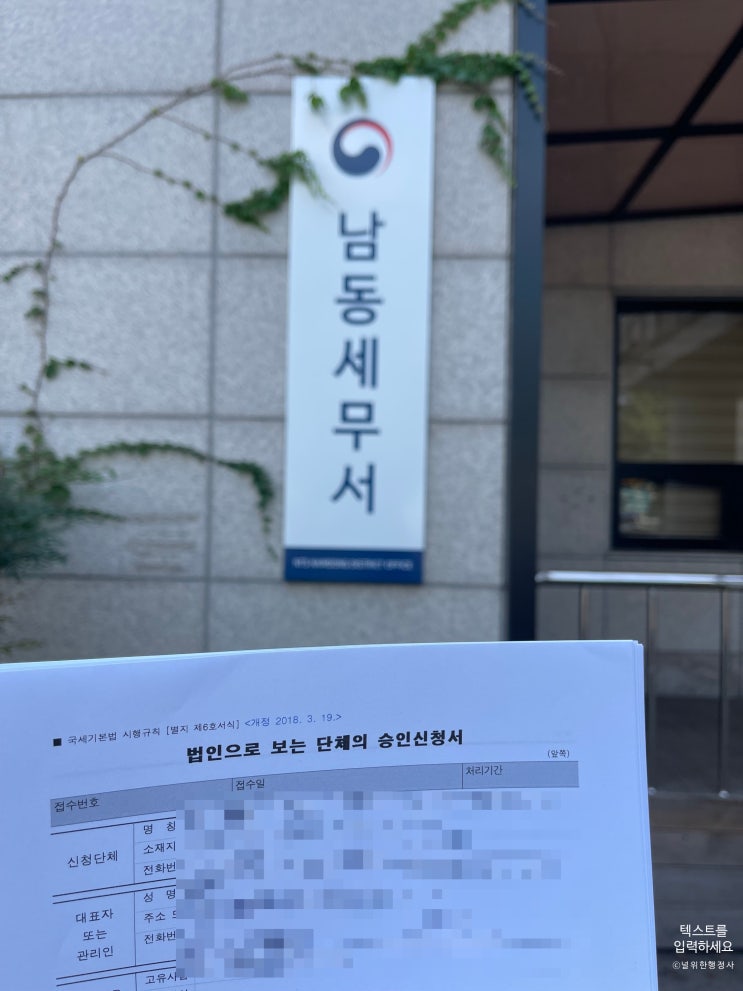 남동세무서
NTS NAMDONG DISTRICT OFFICE
■ 국세기본법 시행규칙 [별지 제6호서식] <개정 2018. 3. 19.>
법인으로 보는 단체의 승인신청서
(앞쪽)
접수번호 접수일 처리기간
신청단체
명 칭
소재지
전화번
대표자
또는
관리인
성 명
주소
전화번
텍스트를
입력하세요
ⓒ널위한행정사